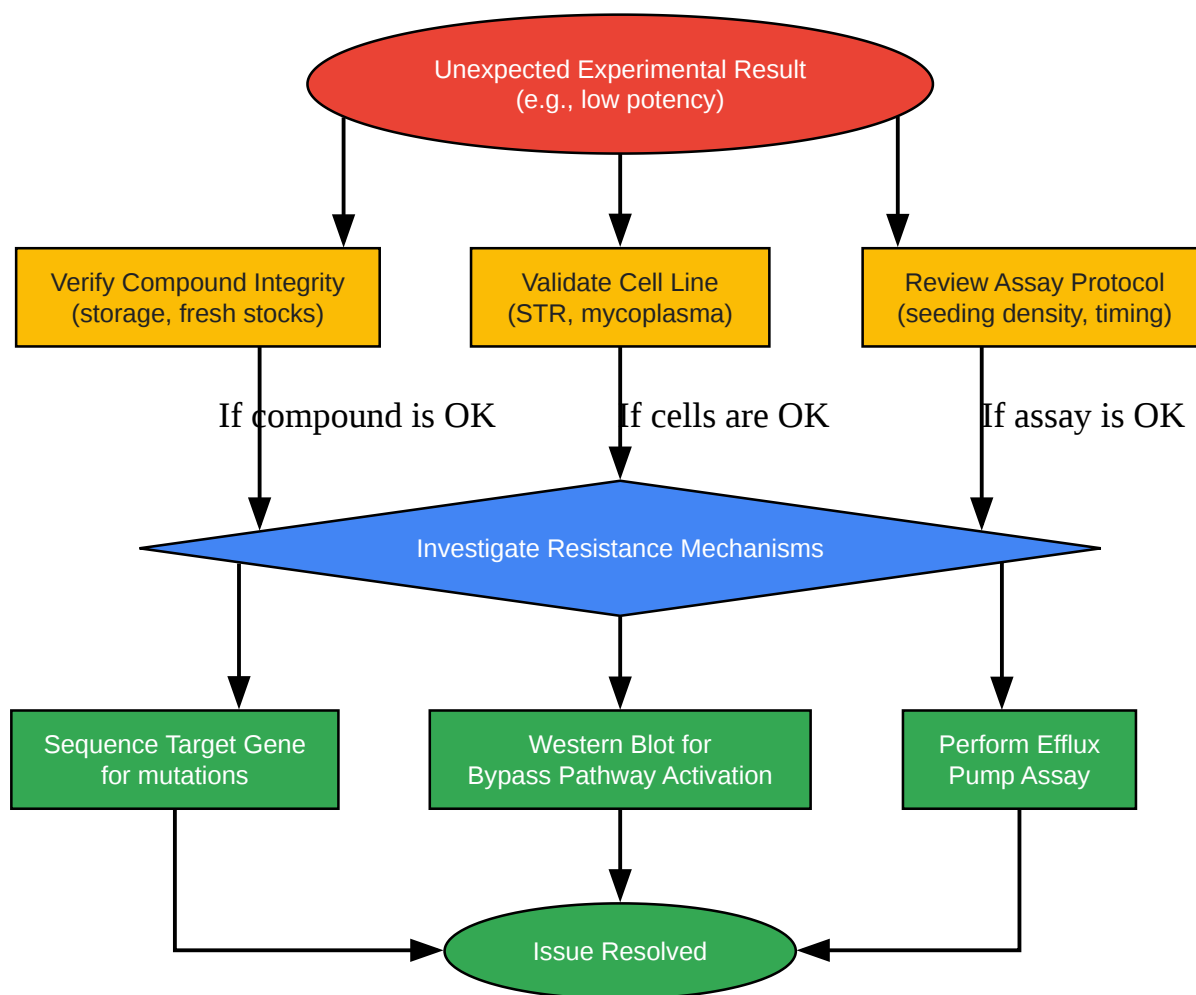 Unexpected Experimental Result
(e.g., low potency)
Verify Compound Integrity
(storage, fresh stocks)
Validate Cell Line
(STR, mycoplasma)
Review Assay Protocol
(seeding density, timing)
If compound is OK
If cells are OK
If assay is OK
Investigate Resistance Mechanisms
Sequence Target Gene
for mutations
Western Blot for
Bypass Pathway Activation
Perform Efflux
Pump Assay
Issue Resolved